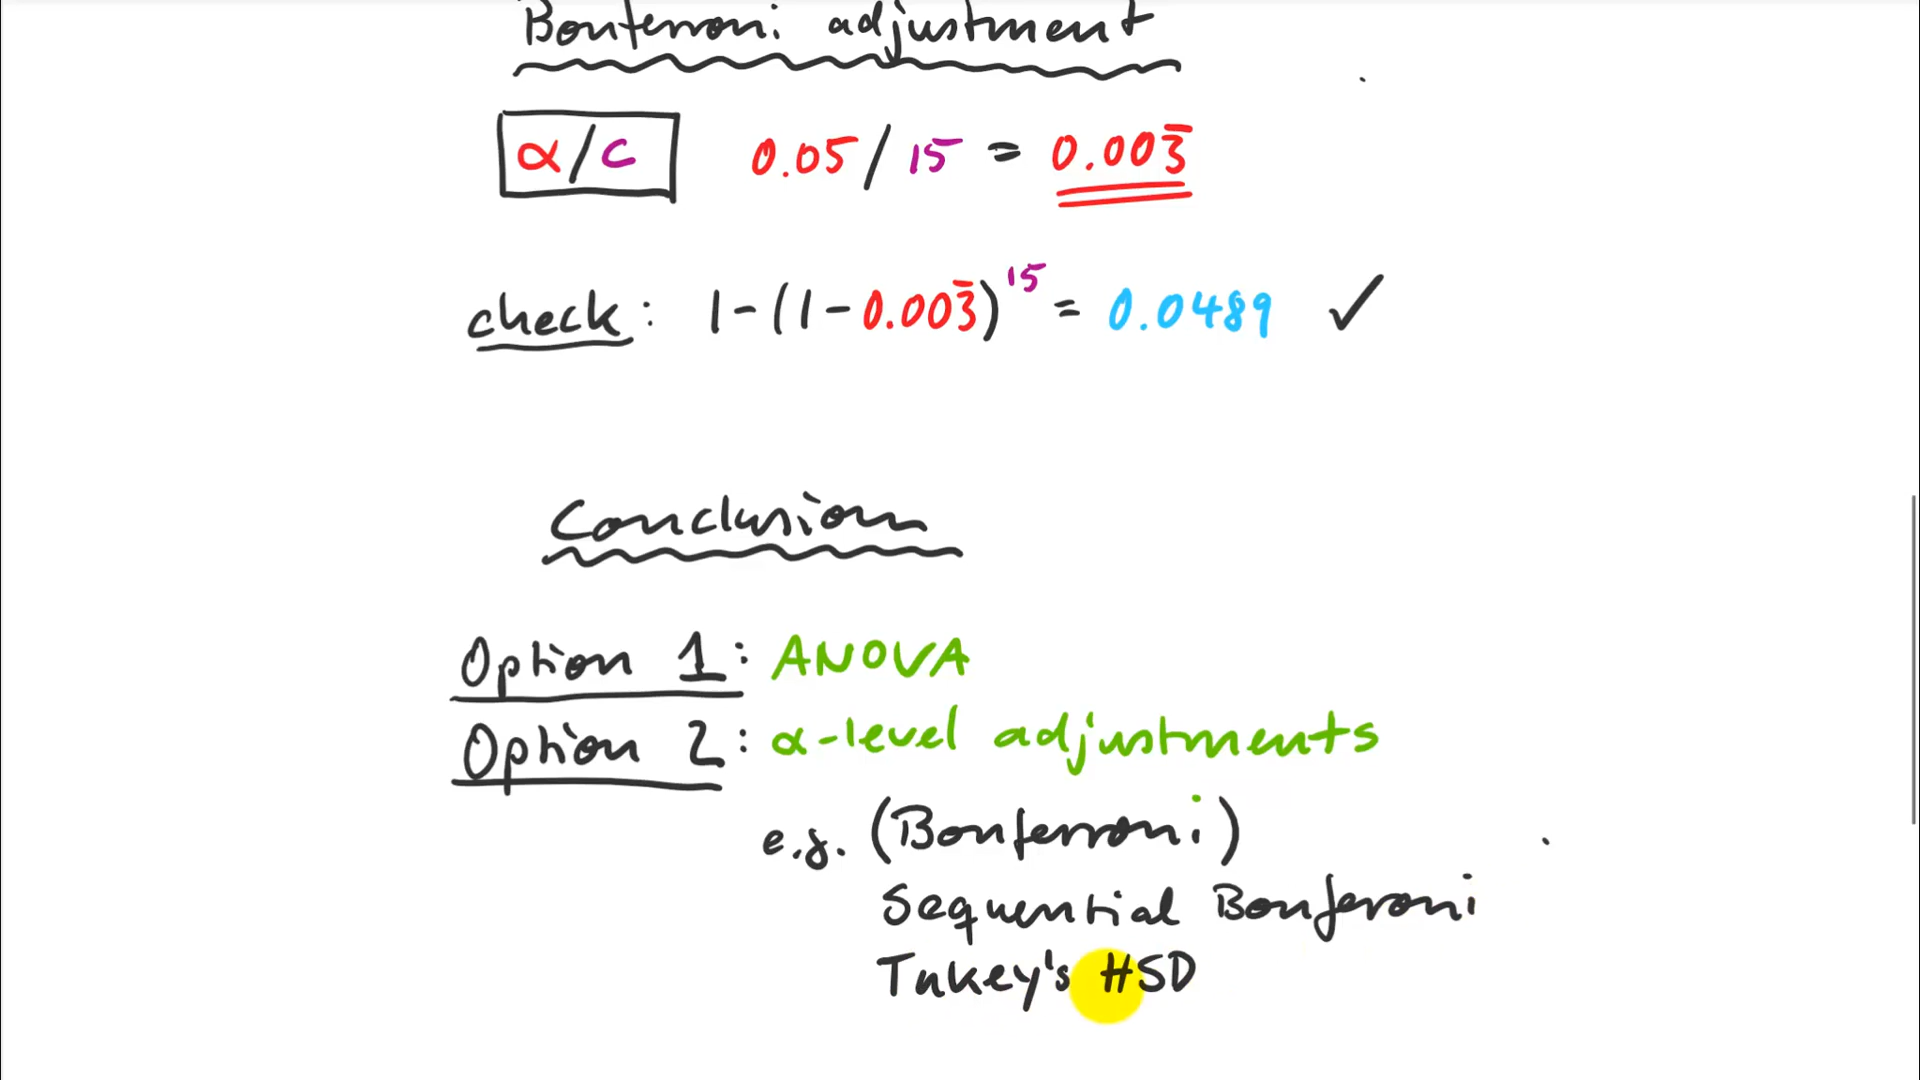 Bonferroni adjustment
α/c 0.05/15 = 0.003̅
check: 1-(1-0.003̅)¹⁵ = 0.0489 ✓
Conclusion
Option 1: ANOVA
Option 2: α-level adjustments
e.g. (Bonferroni)
Sequential Bonferoni
Tukey's HSD